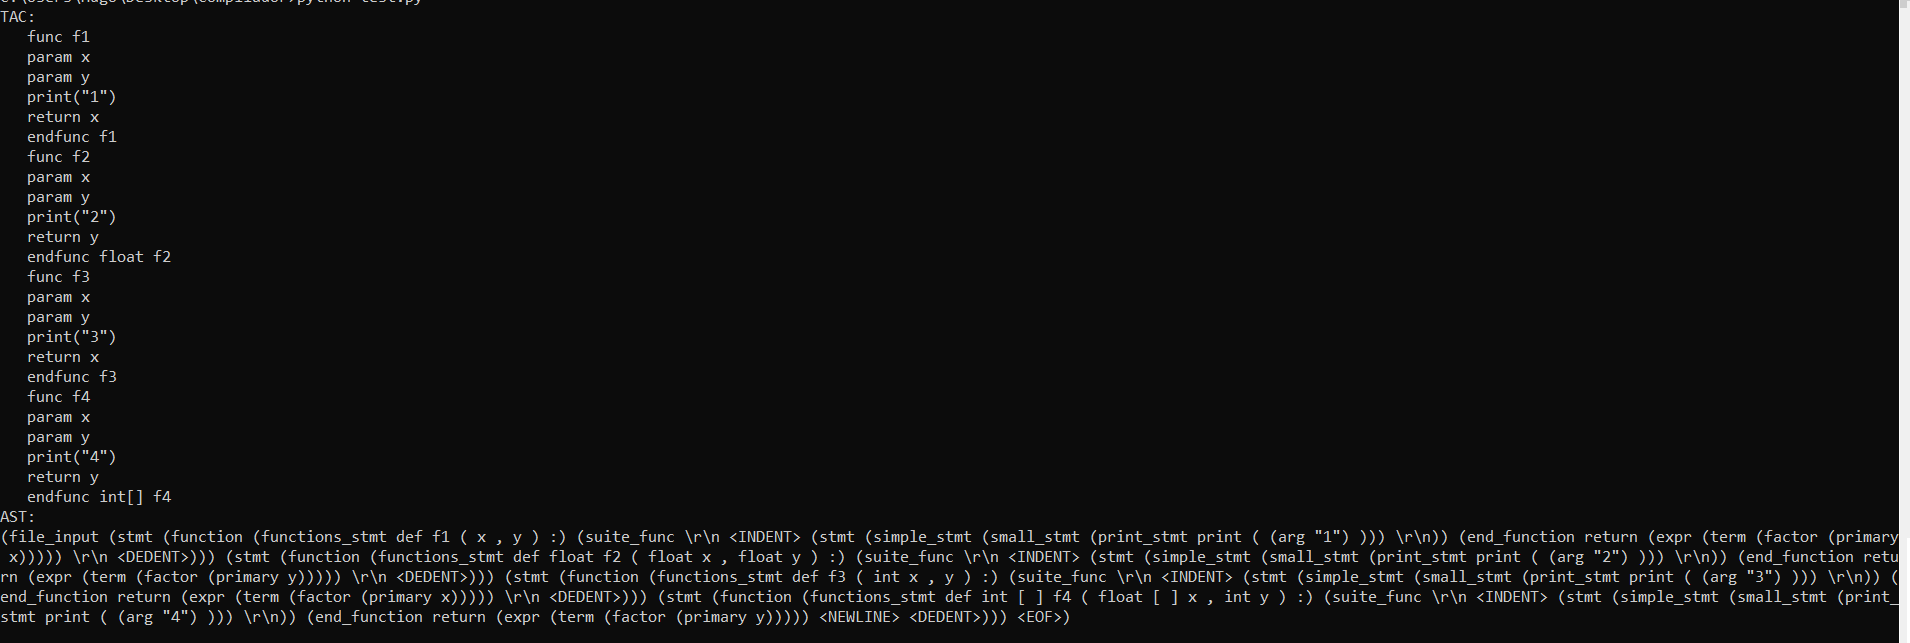 TAC:
func f1
param x
param y
print("1")
return x
endfunc f1
func f2
param x
param y
print("2")
return y
endfunc float f2
func f3
param x
param y
print("3")
return x
endfunc f3
func f4
param x
param y
print("4")
return y
endfunc int[] f4
AST:
(file_input (stmt (function (functions_stmt def f1 ( x , y ) :) (suite_func \r\n <INDENT> (stmt (simple_stmt (small_stmt (print_stmt print ( (arg "1") ))) \r\n)) (end_function return (expr (term (factor (primary
x))))) \r\n <DEDENT>))) (stmt (function (functions_stmt def float f2 ( float x , float y ) :) (suite_func \r\n <INDENT> (stmt (simple_stmt (small_stmt (print_stmt print ( (arg "2") ))) \r\n)) (end_function retu
rn (expr (term (factor (primary y))))) \r\n <DEDENT>))) (stmt (function (functions_stmt def f3 ( int x , y ) :) (suite_func \r\n <INDENT> (stmt (simple_stmt (small_stmt (print_stmt print ( (arg "3") ))) \r\n)) (
end_function return (expr (term (factor (primary x))))) \r\n <DEDENT>))) (stmt (function (functions_stmt def int [ ] f4 ( float [ ] x , int y ) :) (suite_func \r\n <INDENT> (stmt (simple_stmt (small_stmt (print_
stmt print ( (arg "4") ))) \r\n)) (end_function return (expr (term (factor (primary y))))) <NEWLINE> <DEDENT>))) <EOF>)